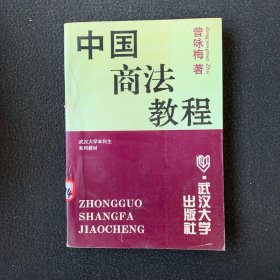 中国
商法
教程
曾咏梅 著
武汉大学本科生
系列教材
武汉大学
出版社
ZHONGGUO
SHANGFA
JIAOCHENG